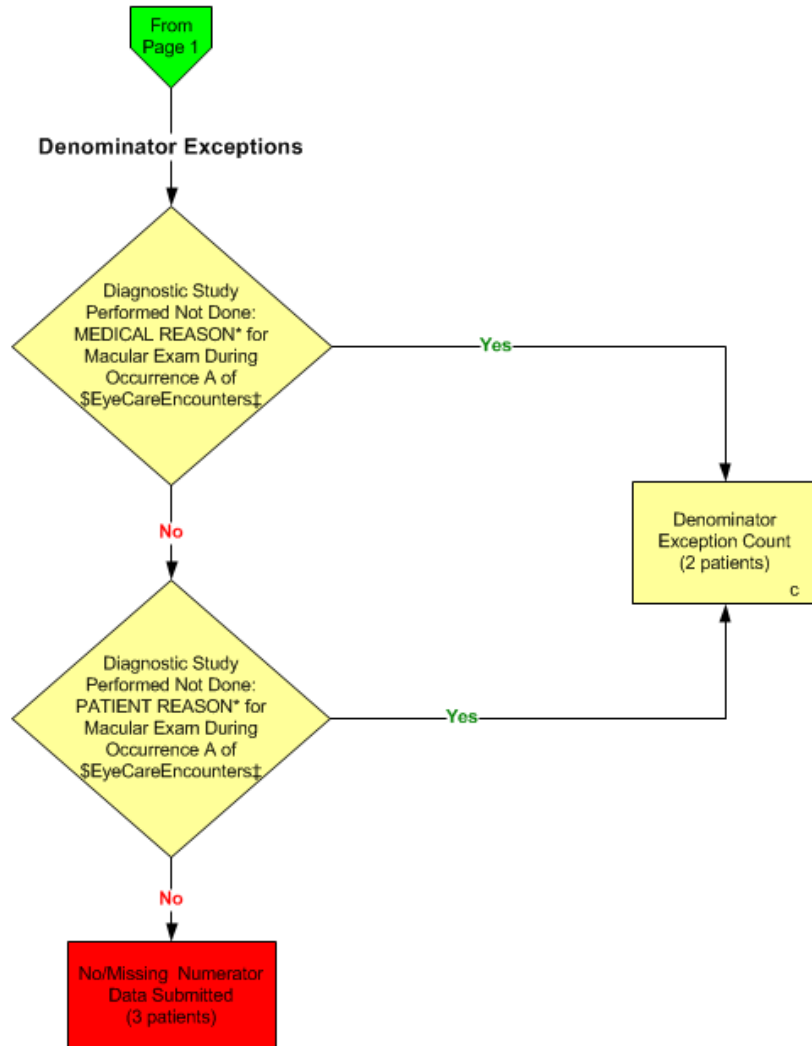 From
Page 1
Denominator Exceptions
Diagnostic Study
Performed Not Done:
MEDICAL REASON* for
Macular Exam During
Occurrence A of
$EyeCareEncounters‡
Yes
No
Denominator
Exception Count
(2 patients)
c
Diagnostic Study
Performed Not Done:
PATIENT REASON* for
Macular Exam During
Occurrence A of
$EyeCareEncounters‡
Yes
No
No/Missing Numerator
Data Submitted
(3 patients)